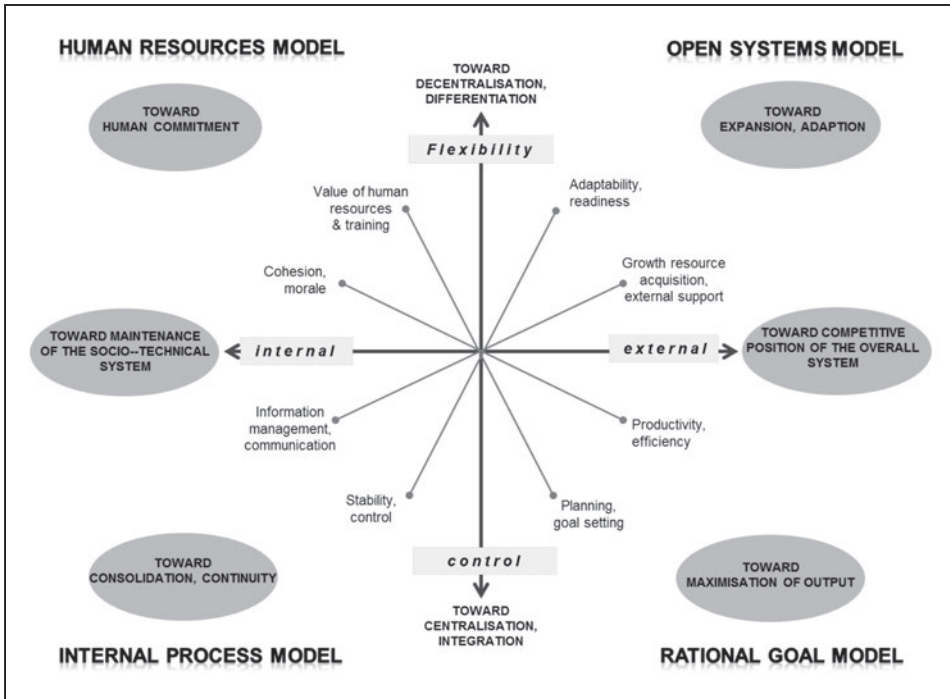 HUMAN RESOURCES MODEL
OPEN SYSTEMS MODEL
TOWARD
DECENTRALISATION,
DIFFERENTIATION
TOWARD
HUMAN COMMITMENT
TOWARD
EXPANSION, ADAPTION
Flexibility
Value of human
resources
& training
Adaptability,
readiness
Cohesion,
morale
Growth resource
acquisition,
external support
TOWARD MAINTENANCE
OF THE SOCIO--TECHNICAL
SYSTEM
internal
external
TOWARD COMPETITIVE
POSITION OF THE OVERALL
SYSTEM
Information
management,
communication
Productivity,
efficiency
Stability,
control
Planning,
goal setting
control
TOWARD
CONSOLIDATION, CONTINUITY
TOWARD
MAXIMISATION OF OUTPUT
TOWARD
CENTRALISATION,
INTEGRATION
INTERNAL PROCESS MODEL
RATIONAL GOAL MODEL